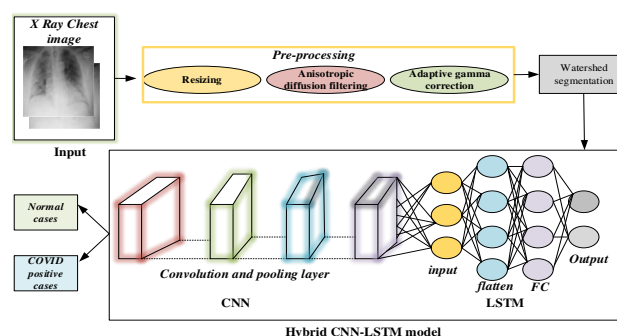 X Ray Chest
image
Input
Pre-processing
Resizing
Anisotropic
diffusion filtering
Adaptive gamma
correction
Watershed
segmentation
Normal
cases
COVID
positive
cases
Convolution and pooling layer
CNN
input
flatten
FC
Output
LSTM
Hybrid CNN-LSTM model